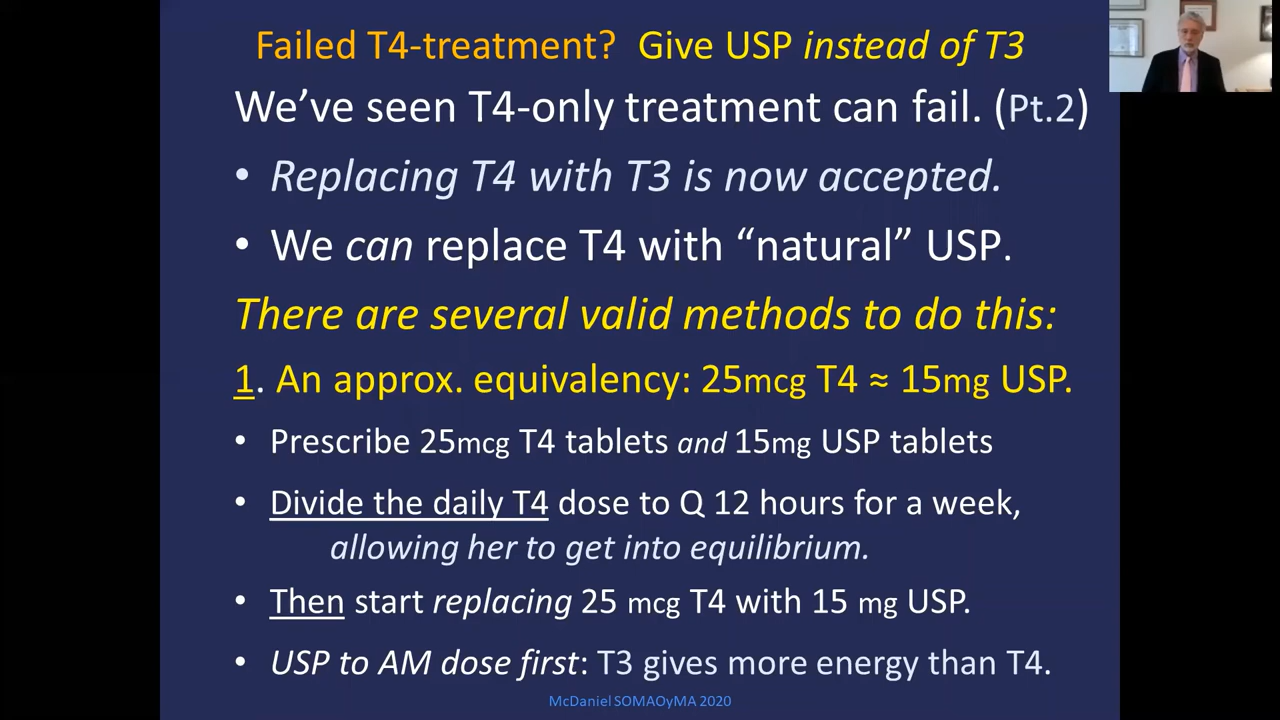 Failed T4-treatment? Give USP instead of T3
We’ve seen T4-only treatment can fail. (Pt.2)
• Replacing T4 with T3 is now accepted.
• We can replace T4 with “natural” USP.
There are several valid methods to do this:
1. An approx. equivalency: 25mcg T4 ≈ 15mg USP.
• Prescribe 25mcg T4 tablets and 15mg USP tablets
• Divide the daily T4 dose to Q 12 hours for a week,
allowing her to get into equilibrium.
• Then start replacing 25 mcg T4 with 15 mg USP.
• USP to AM dose first: T3 gives more energy than T4.
McDaniel SOMAOyMA 2020